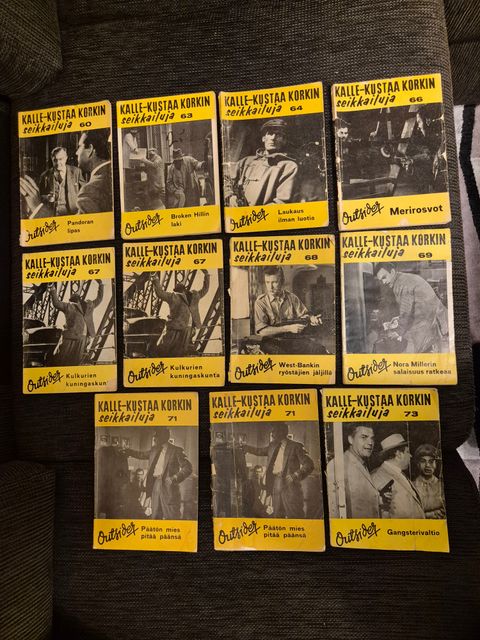 KALLE-KUSTAA KORKIN
seikkailuja 60
Outsider
Pandoran
lipas
KALLE-KUSTAA KORKIN
seikkailuja 63
Outsider
Broken Hillin
laki
KALLE-KUSTAA KORKIN
seikkailuja 64
Outsider
Laukaus
ilman luotia
KALLE-KUSTAA KORKIN
seikkailuja 66
Outsider
Merirosvot
KALLE-KUSTAA KORKIN
seikkailuja 67
Outsider
Kulkurien
kuningaskunt
KALLE-KUSTAA KORKIN
seikkailuja 67
Outsider
Kulkurien
kuningaskunta
KALLE-KUSTAA KORKIN
seikkailuja 68
Outsider
West-Bankin
ryöstäjien jäljillä
KALLE-KUSTAA KORKIN
seikkailuja 69
Outsider
Nora Millerin
salaisuus ratkeaa
KALLE-KUSTAA KORKIN
seikkailuja 71
Outsider
Päätön mies
pitää päänsä
KALLE-KUSTAA KORKIN
seikkailuja 71
Outsider
Päätön mies
pitää päänsä
KALLE-KUSTAA KORKIN
seikkailuja 73
Outsider
Gangsterivaltio